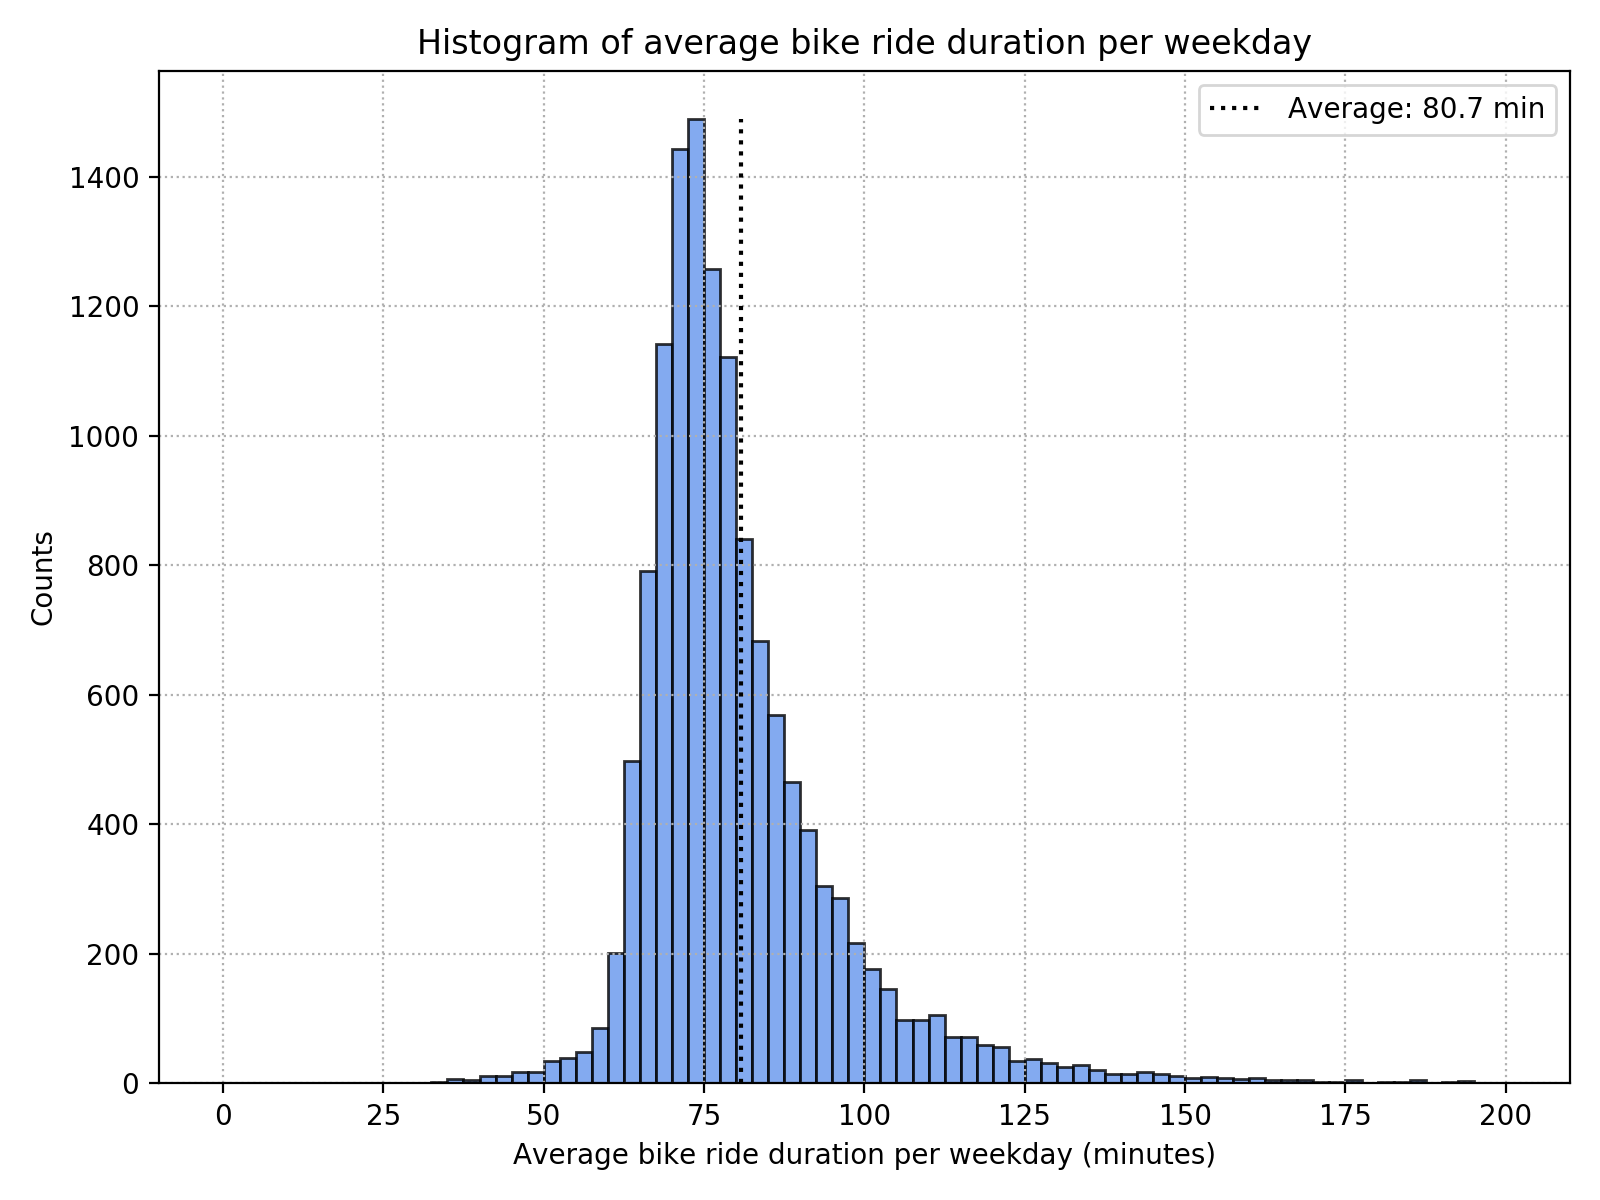 Histogram of average bike ride duration per weekday
Average: 80.7 min
1400
1200
1000
800
600
400
200
0
Counts
0 25 50 75 100 125 150 175 200
Average bike ride duration per weekday (minutes)